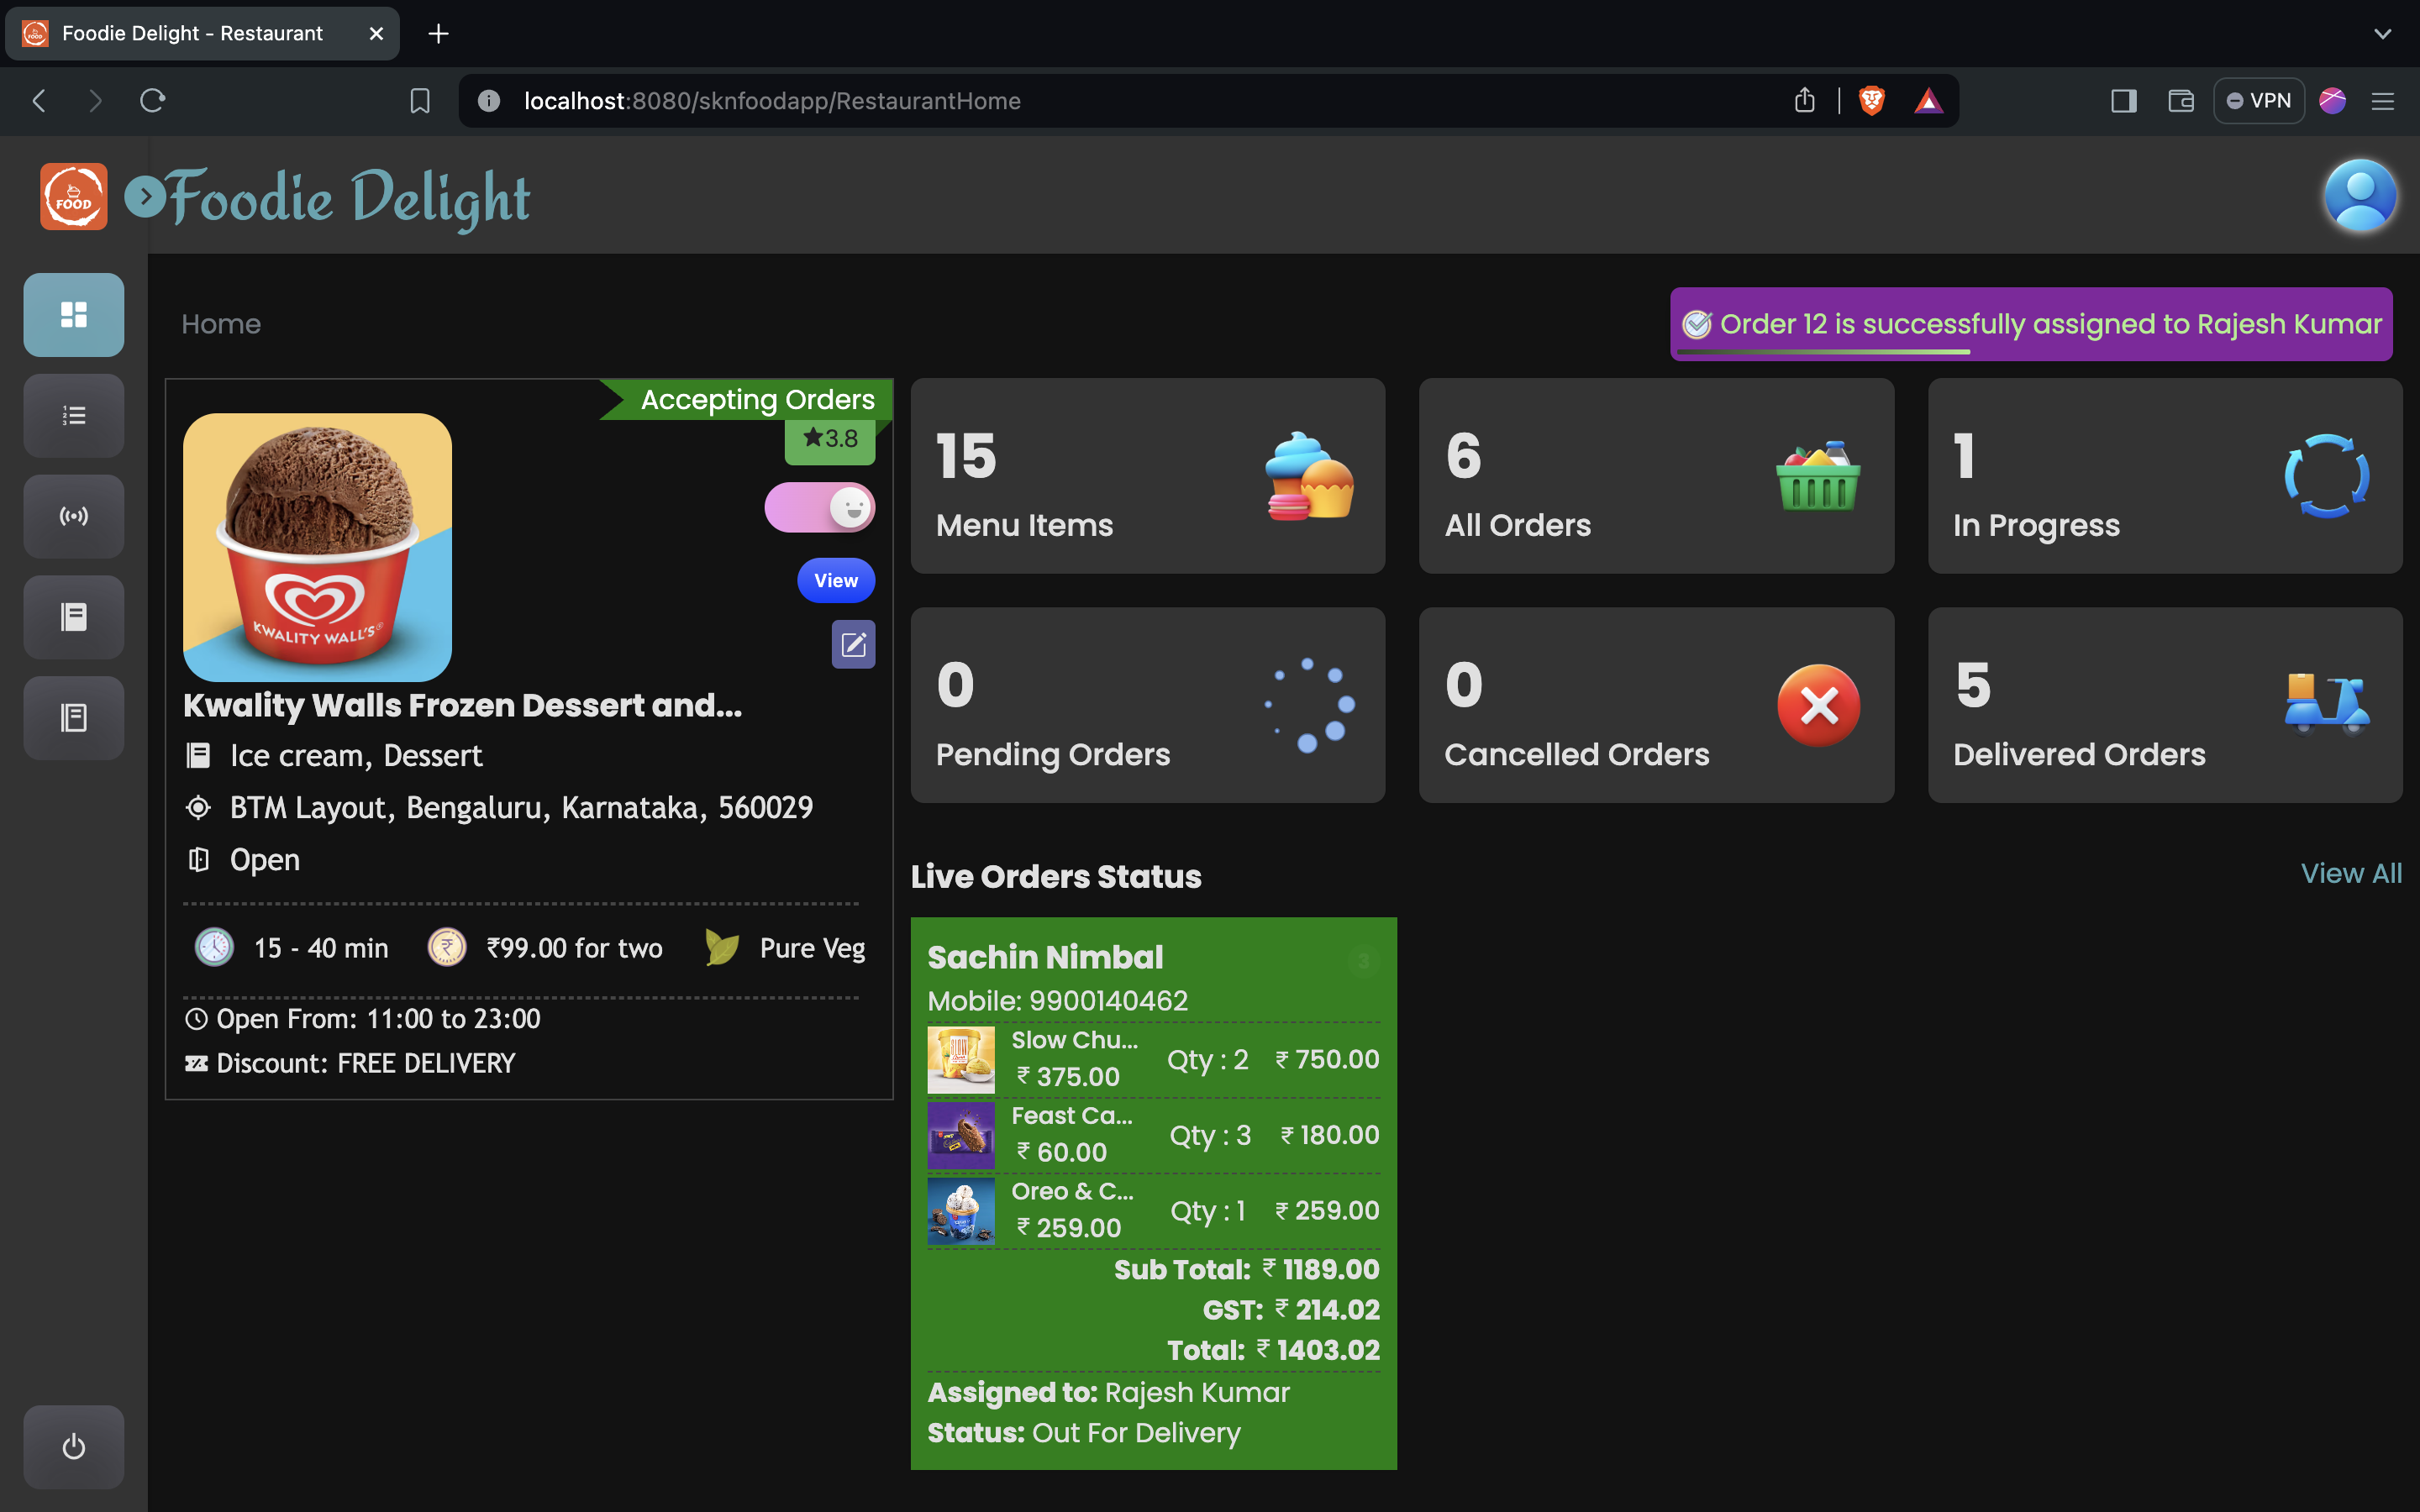 Foodie Delight - Restaurant
localhost:8080/sknfoodapp/RestaurantHome
VPN
FOOD
Foodie Delight
Home
Order 12 is successfully assigned to Rajesh Kumar
Accepting Orders
★3.8
View
KWALITY WALL'S
Kwality Walls Frozen Dessert and...
Ice cream, Dessert
BTM Layout, Bengaluru, Karnataka, 560029
Open
15 - 40 min
₹99.00 for two
Pure Veg
Open From: 11:00 to 23:00
Discount: FREE DELIVERY
15
Menu Items
6
All Orders
1
In Progress
0
Pending Orders
0
Cancelled Orders
5
Delivered Orders
Live Orders Status
View All
Sachin Nimbal
3
Mobile: 9900140462
Slow Chu...
₹ 375.00
Qty : 2
₹ 750.00
Feast Ca...
₹ 60.00
Qty : 3
₹ 180.00
Oreo & C...
₹ 259.00
Qty : 1
₹ 259.00
Sub Total: ₹ 1189.00
GST: ₹ 214.02
Total: ₹ 1403.02
Assigned to: Rajesh Kumar
Status: Out For Delivery